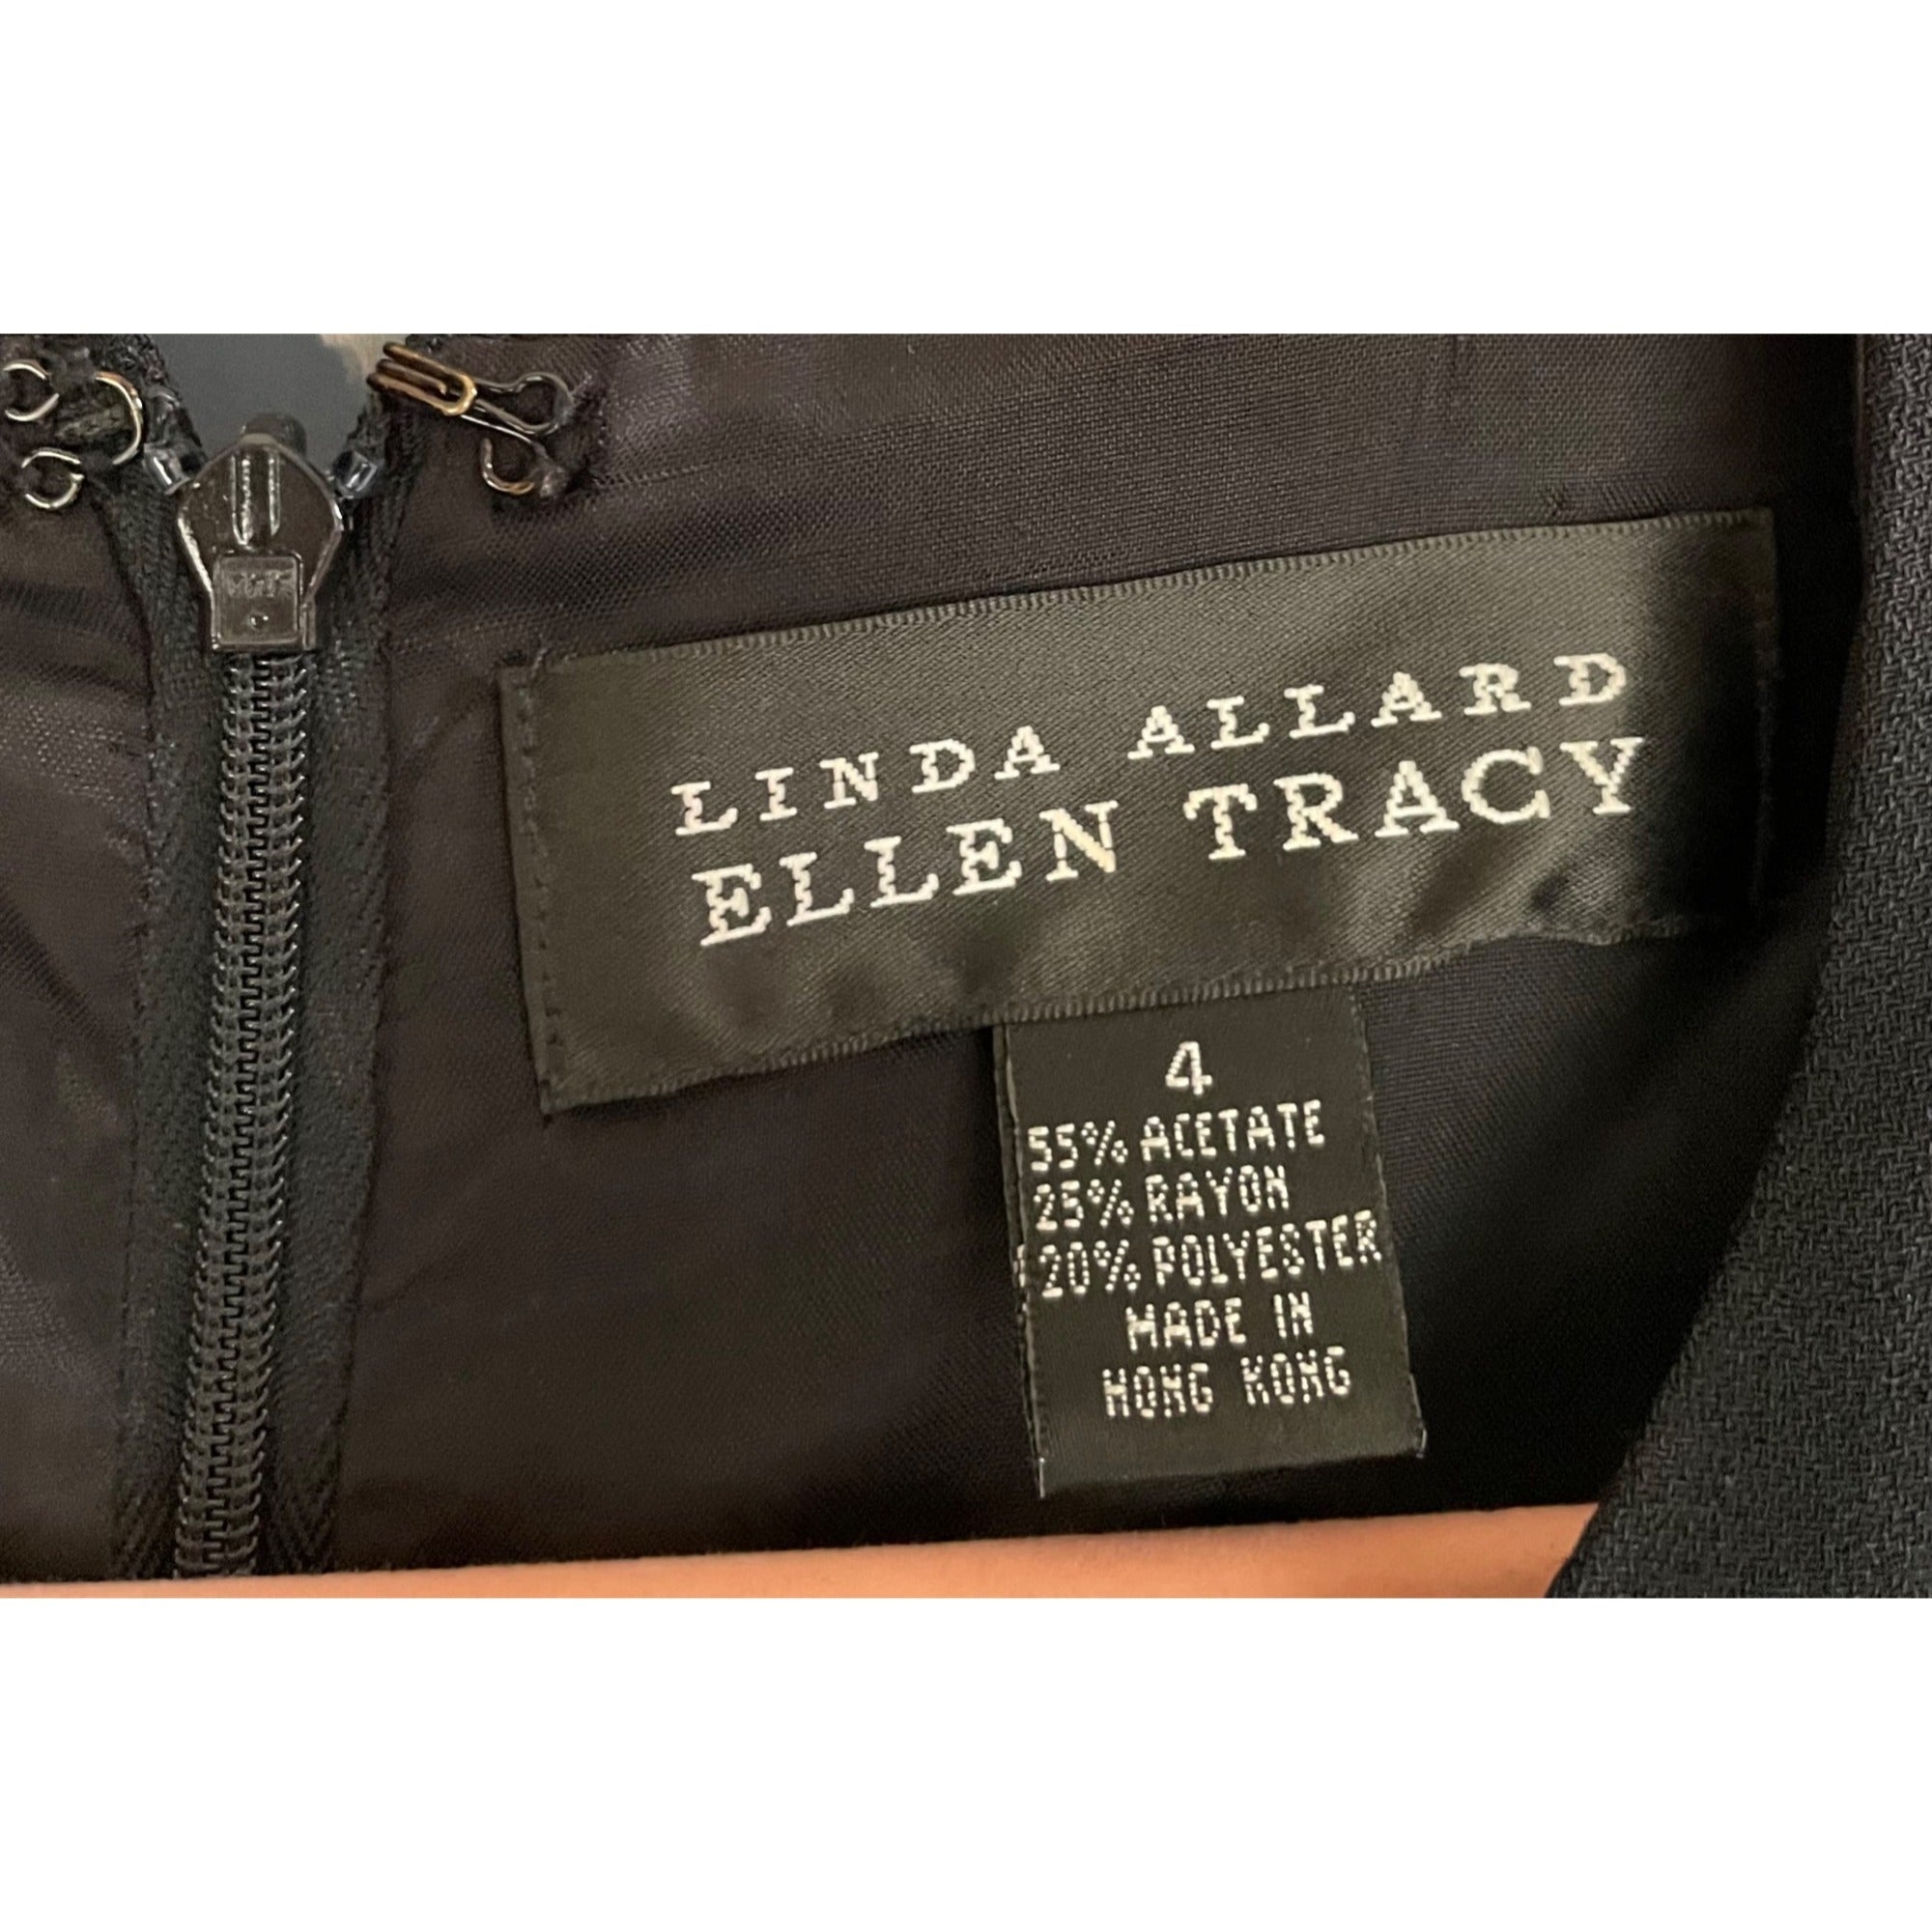 LINDA ALLARD
ELLEN TRACY
4
55% ACETATE
25% RAYON
20% POLYESTER
MADE IN
HONG KONG